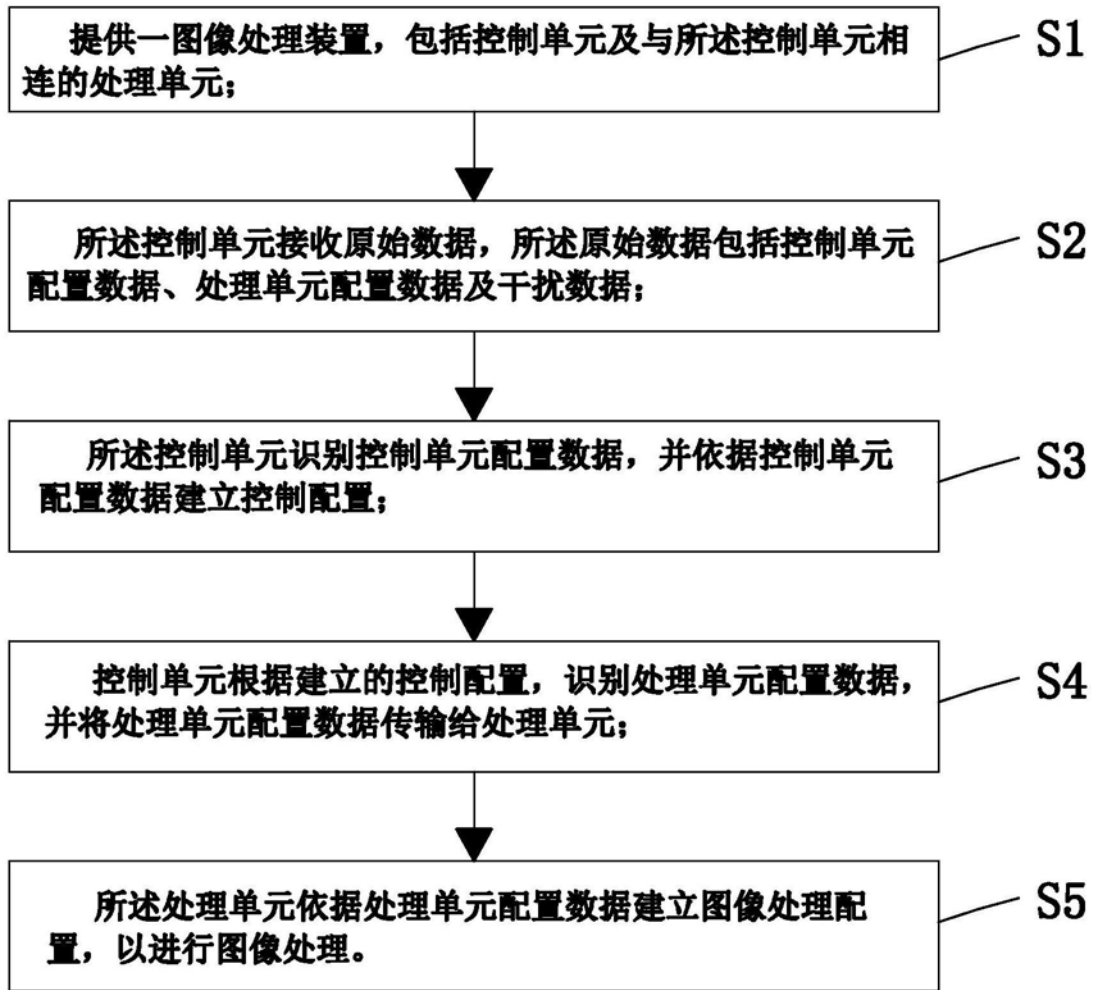 提供一图像处理装置，包括控制单元及与所述控制单元相
连的处理单元；
S1
所述控制单元接收原始数据，所述原始数据包括控制单元
配置数据、处理单元配置数据及干扰数据；
S2
所述控制单元识别控制单元配置数据，并依据控制单元
配置数据建立控制配置；
S3
控制单元根据建立的控制配置，识别处理单元配置数据，
并将处理单元配置数据传输给处理单元；
S4
所述处理单元依据处理单元配置数据建立图像处理配
置，以进行图像处理。
S5